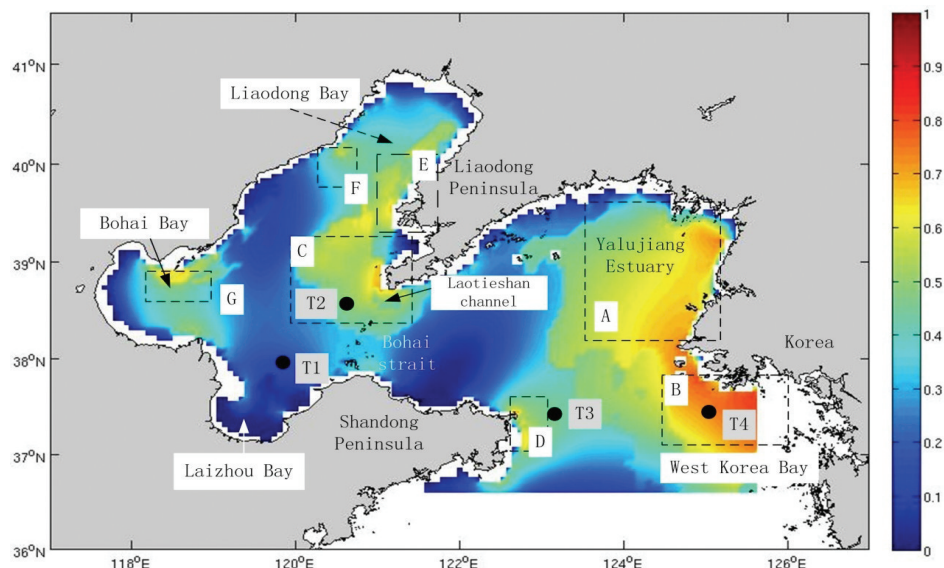 41°N
40°N
39°N
38°N
37°N
36°N
118°E
120°E
122°E
124°E
126°E
Liaodong Bay
E
Liaodong
Peninsula
F
Bohai Bay
C
G
T2
Laotieshan
channel
Yalujiang
Estuary
A
Bohai
strait
T1
Korea
B
Shandong
Peninsula
T3
T4
D
Laizhou Bay
West Korea Bay
1
0.9
0.8
0.7
0.6
0.5
0.4
0.3
0.2
0.1
0